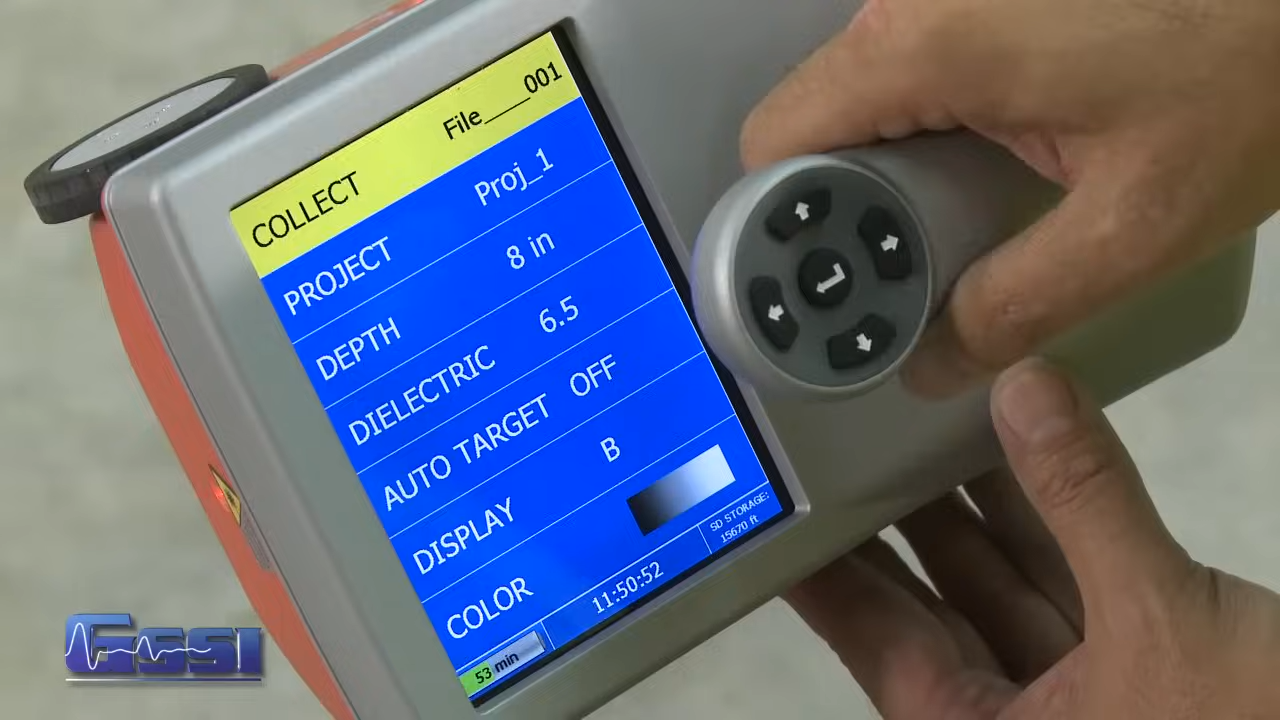 COLLECT File___001
PROJECT Proj_1
DEPTH 8 in
DIELECTRIC 6.5
AUTO TARGET OFF
DISPLAY B
COLOR
53 min 11:50:52 SD STORAGE:
15670 ft
GSSI